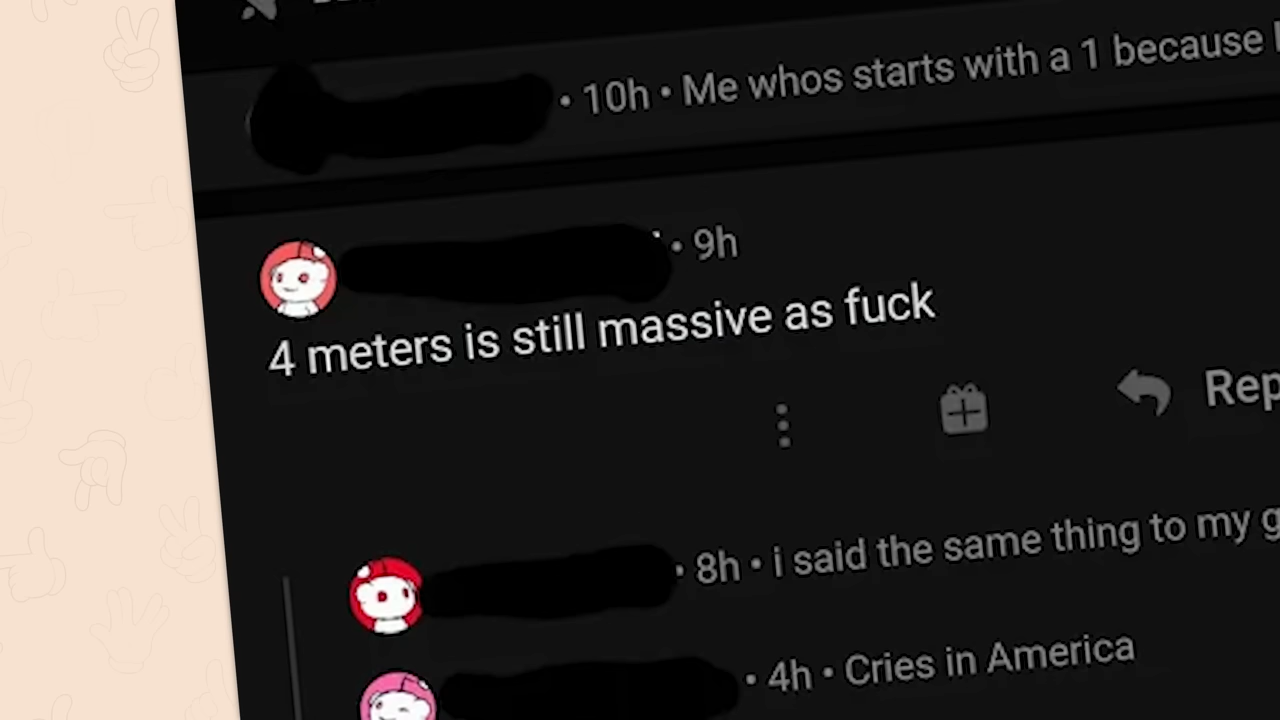 • 10h • Me whos starts with a 1 because
• 9h
4 meters is still massive as fuck
Rep
• 8h • i said the same thing to my g
• 4h • Cries in America